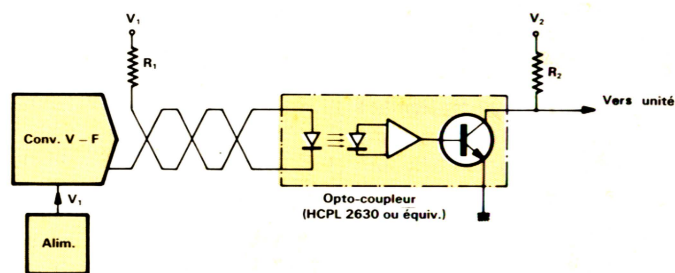 V₁
R₁
V₂
R₂
Vers unité
Conv. V – F
V₁
Alim.
Opto-coupleur
(HCPL 2630 ou équiv.)